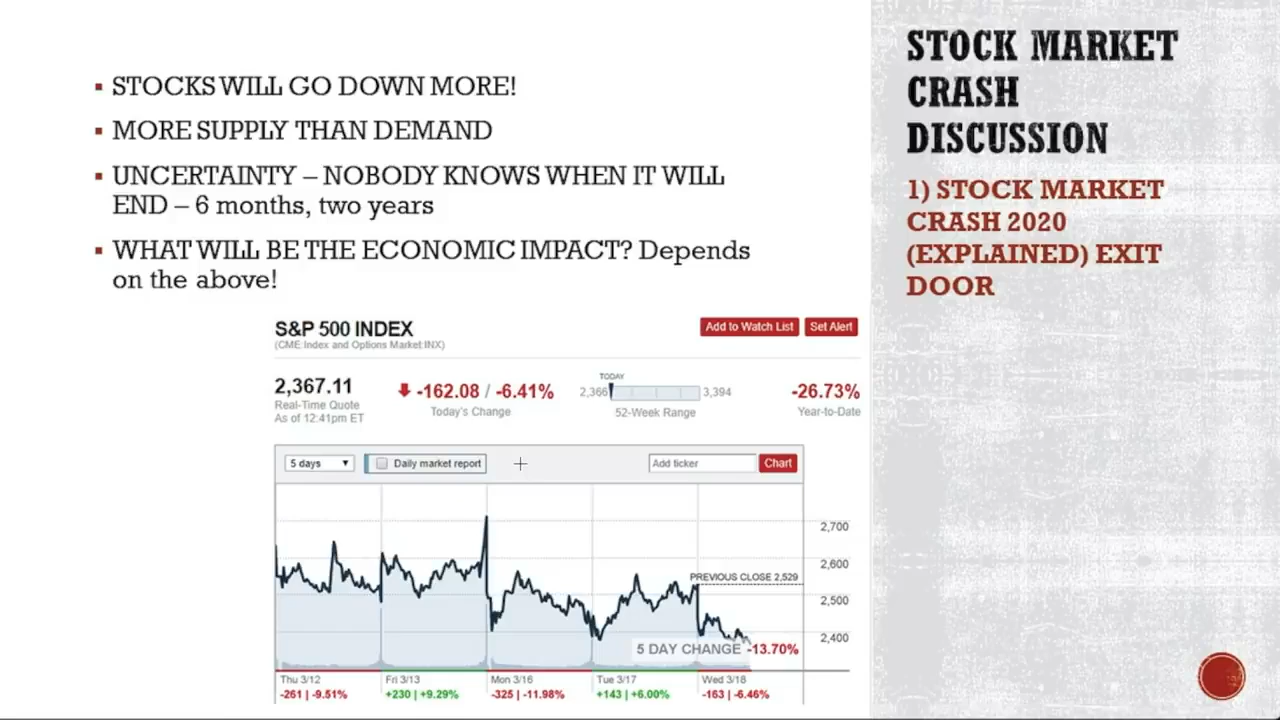 STOCKS WILL GO DOWN MORE!
MORE SUPPLY THAN DEMAND
UNCERTAINTY – NOBODY KNOWS WHEN IT WILL
END – 6 months, two years
WHAT WILL BE THE ECONOMIC IMPACT? Depends
on the above!
STOCK MARKET
CRASH
DISCUSSION
1) STOCK MARKET
CRASH 2020
(EXPLAINED) EXIT
DOOR
S&P 500 INDEX
(CME:Index and Options Market:INX)
Add to Watch List
Set Alert
2,367.11
Real-Time Quote
As of 12:41pm ET
-162.08 / -6.41%
Today's Change
TODAY
2,366
3,394
52-Week Range
-26.73%
Year-to-Date
5 days
Daily market report
Add ticker
Chart
2,700
2,600
2,500
2,400
PREVIOUS CLOSE 2,529
5 DAY CHANGE -13.70%
Thu 3/12
-261 | -9.51%
Fri 3/13
+230 | +9.29%
Mon 3/16
-325 | -11.98%
Tue 3/17
+143 | +6.00%
Wed 3/18
-163 | -6.46%